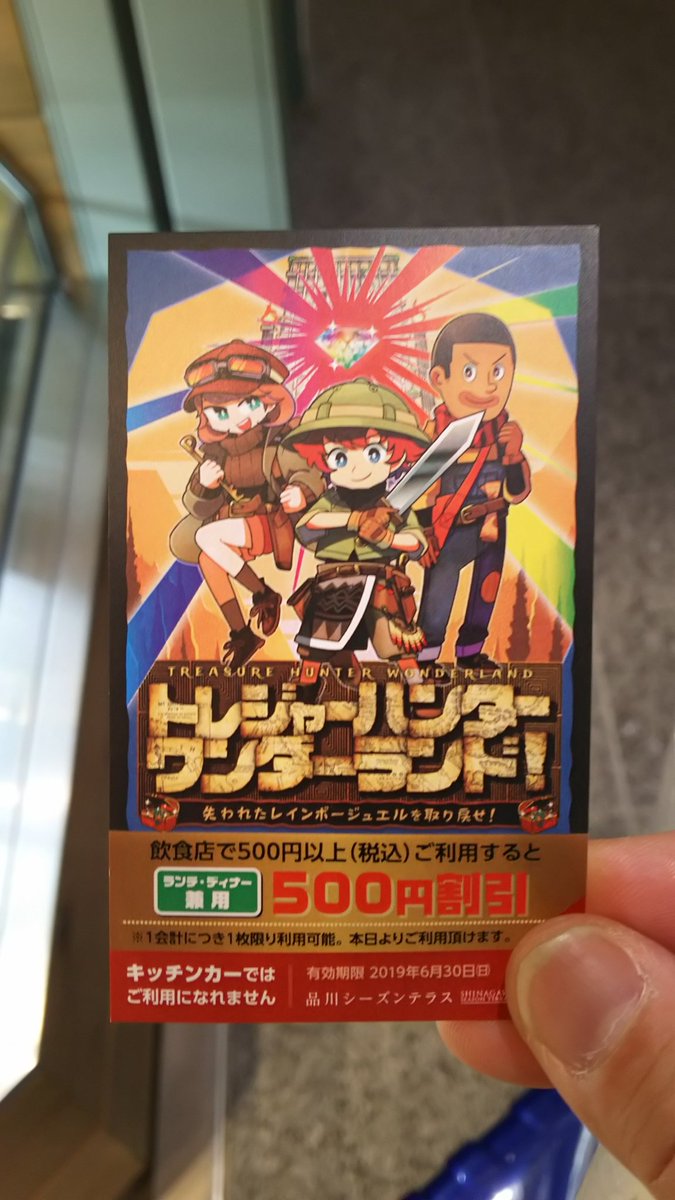 TREASURE HUNTER WONDERLAND
トレジャーハンター
ワンダーランド!
失われたレインボージュエルを取り戻せ!
飲食店で500円以上(税込)ご利用すると
ランチ・ディナー
兼用
500円割引
※1会計につき1枚限り利用可能。本日よりご利用頂けます。
キッチンカーでは
ご利用になれません
有効期限 2019年6月30日㊐
品川シーズンテラス